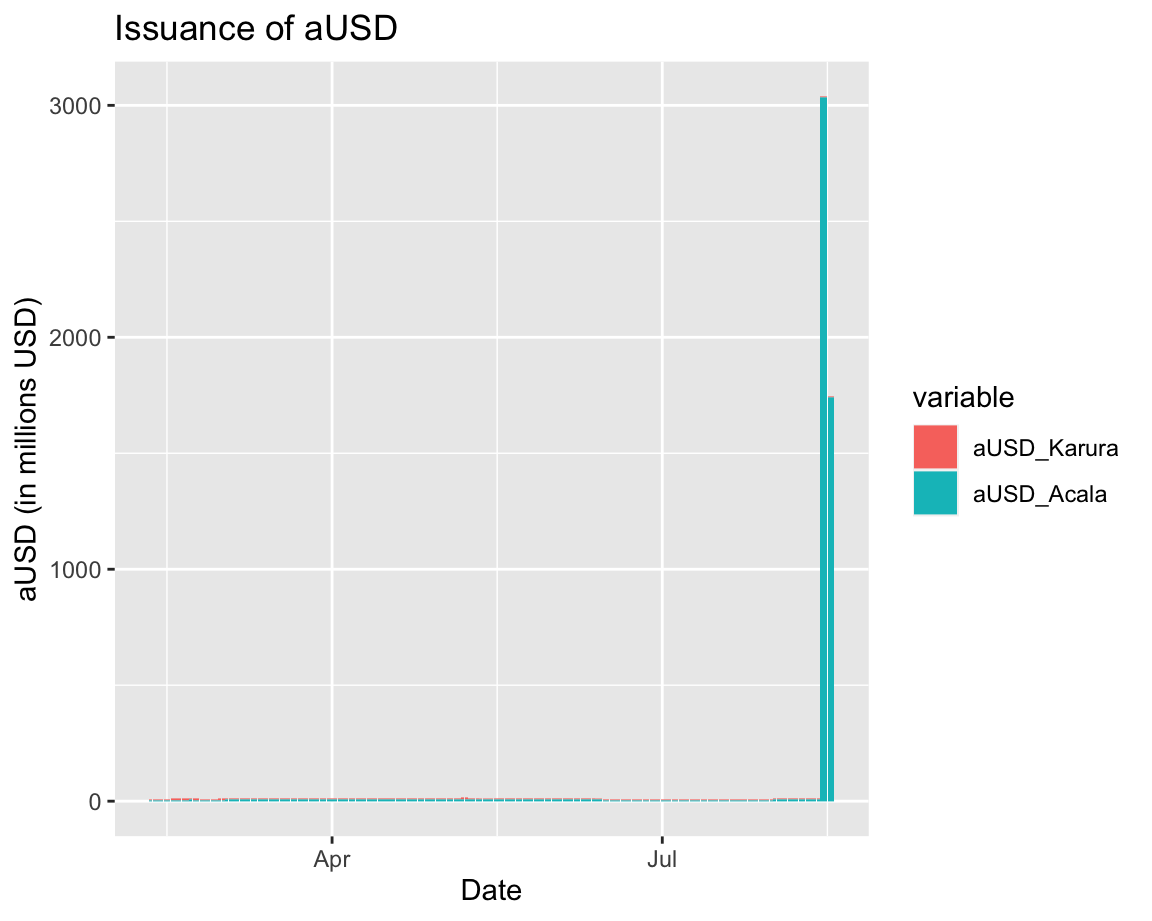 Issuance of aUSD
aUSD (in millions USD)
3000
2000
1000
0
Apr
Jul
Date
variable
aUSD_Karura
aUSD_Acala